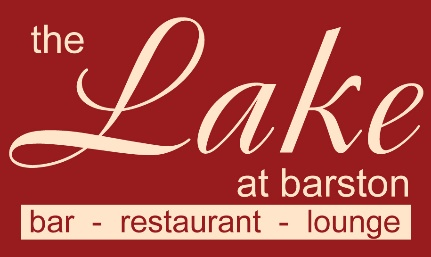 the
Lake
at barston
bar - restaurant - lounge